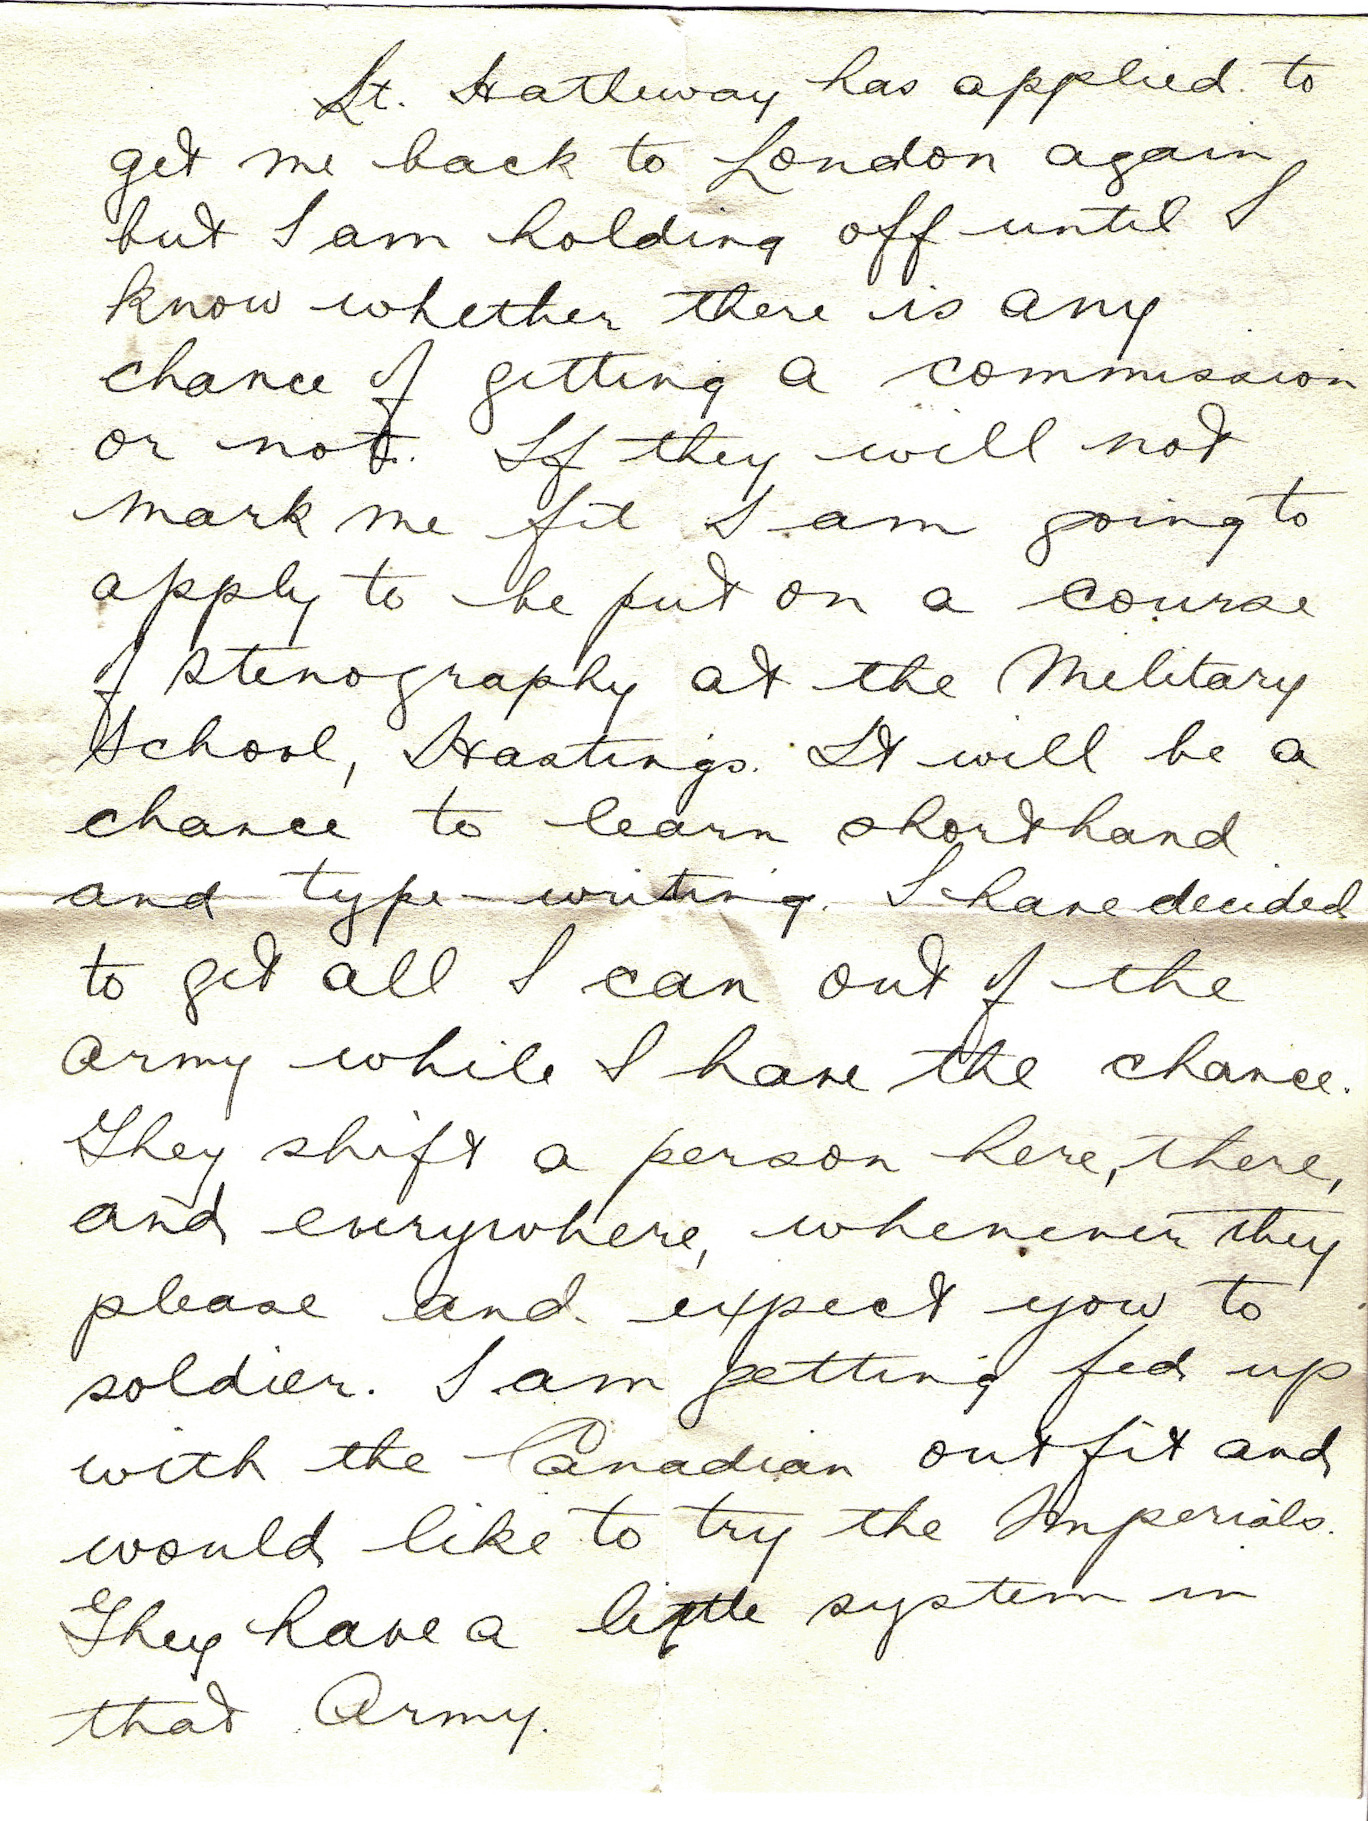 Lt. Hatheway has applied to
get me back to London again
but I am holding off until I
know whether there is any
chance of getting a commission
or not. If they will not
mark me fit I am going to
apply to be put on a course
of stenography at the Military
School, Hastings. It will be a
chance to learn shorthand
and type-writing. I have decided
to get all I can out of the
army while I have the chance.
They shift a person here, there,
and everywhere, whenever they
please and expect you to
soldier. I am getting fed up
with the Canadian outfit and
would like to try the Imperials.
They have a little system in
that Army.